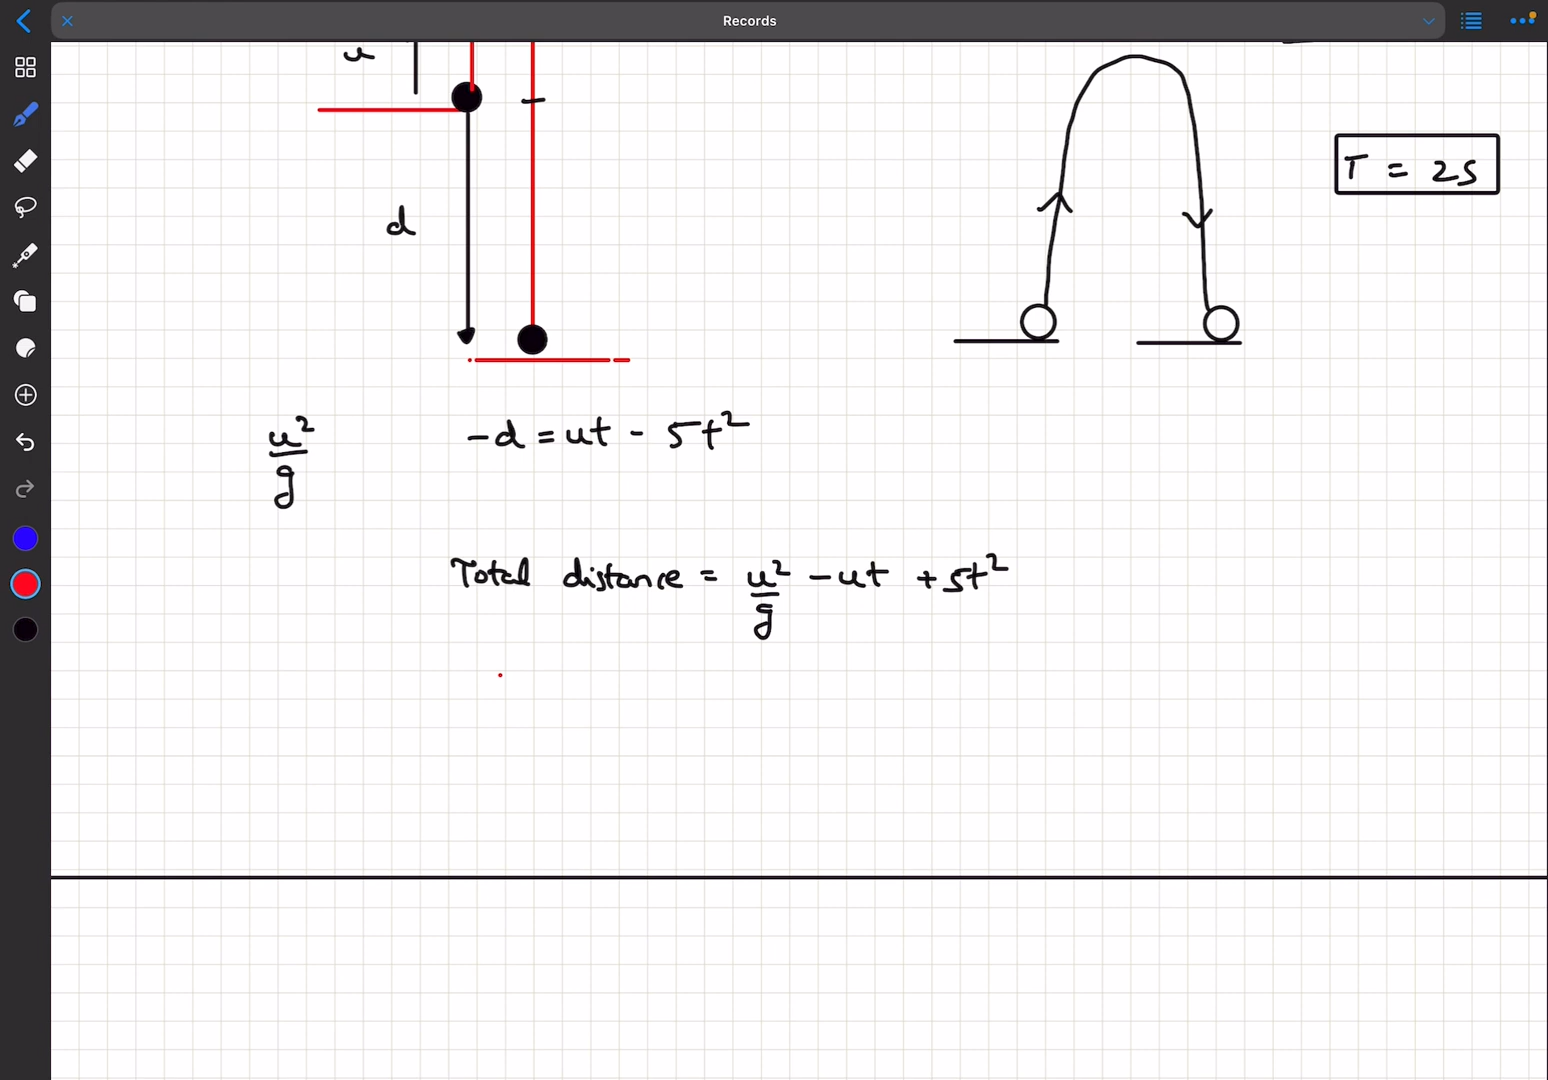 Records
u
T = 2s
d
u²/g
-d = ut - 5t²
Total distance = u²/g - ut + 5t²